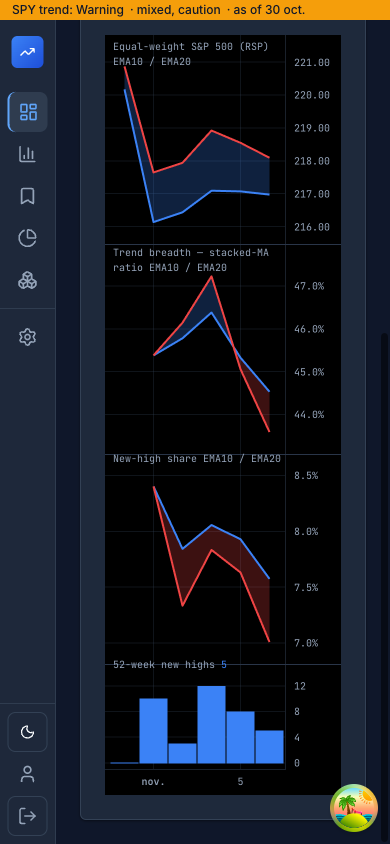 SPY trend: Warning · mixed, caution · as of 30 oct.
Equal-weight S&P 500 (RSP)
EMA10 / EMA20
221.00
220.00
219.00
218.00
217.00
216.00
Trend breadth — stacked-MA
ratio EMA10 / EMA20
47.0%
46.0%
45.0%
44.0%
New-high share EMA10 / EMA20
8.5%
8.0%
7.5%
7.0%
52-week new highs 5
12
8
4
0
nov. 5